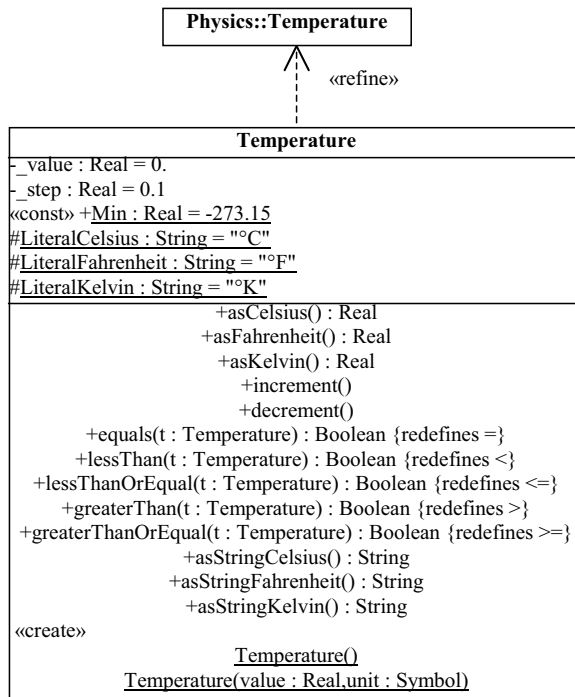 Physics::Temperature
«refine»
Temperature
-_value : Real = 0.
-_step : Real = 0.1
«const» +Min : Real = -273.15
#LiteralCelsius : String = "°C"
#LiteralFahrenheit : String = "°F"
#LiteralKelvin : String = "°K"
+asCelsius() : Real
+asFahrenheit() : Real
+asKelvin() : Real
+increment()
+decrement()
+equals(t : Temperature) : Boolean {redefines =}
+lessThan(t : Temperature) : Boolean {redefines <}
+lessThanOrEqual(t : Temperature) : Boolean {redefines <=}
+greaterThan(t : Temperature) : Boolean {redefines >}
+greaterThanOrEqual(t : Temperature) : Boolean {redefines >=}
+asStringCelsius() : String
+asStringFahrenheit() : String
+asStringKelvin() : String
«create»
Temperature()
Temperature(value : Real,unit : Symbol)